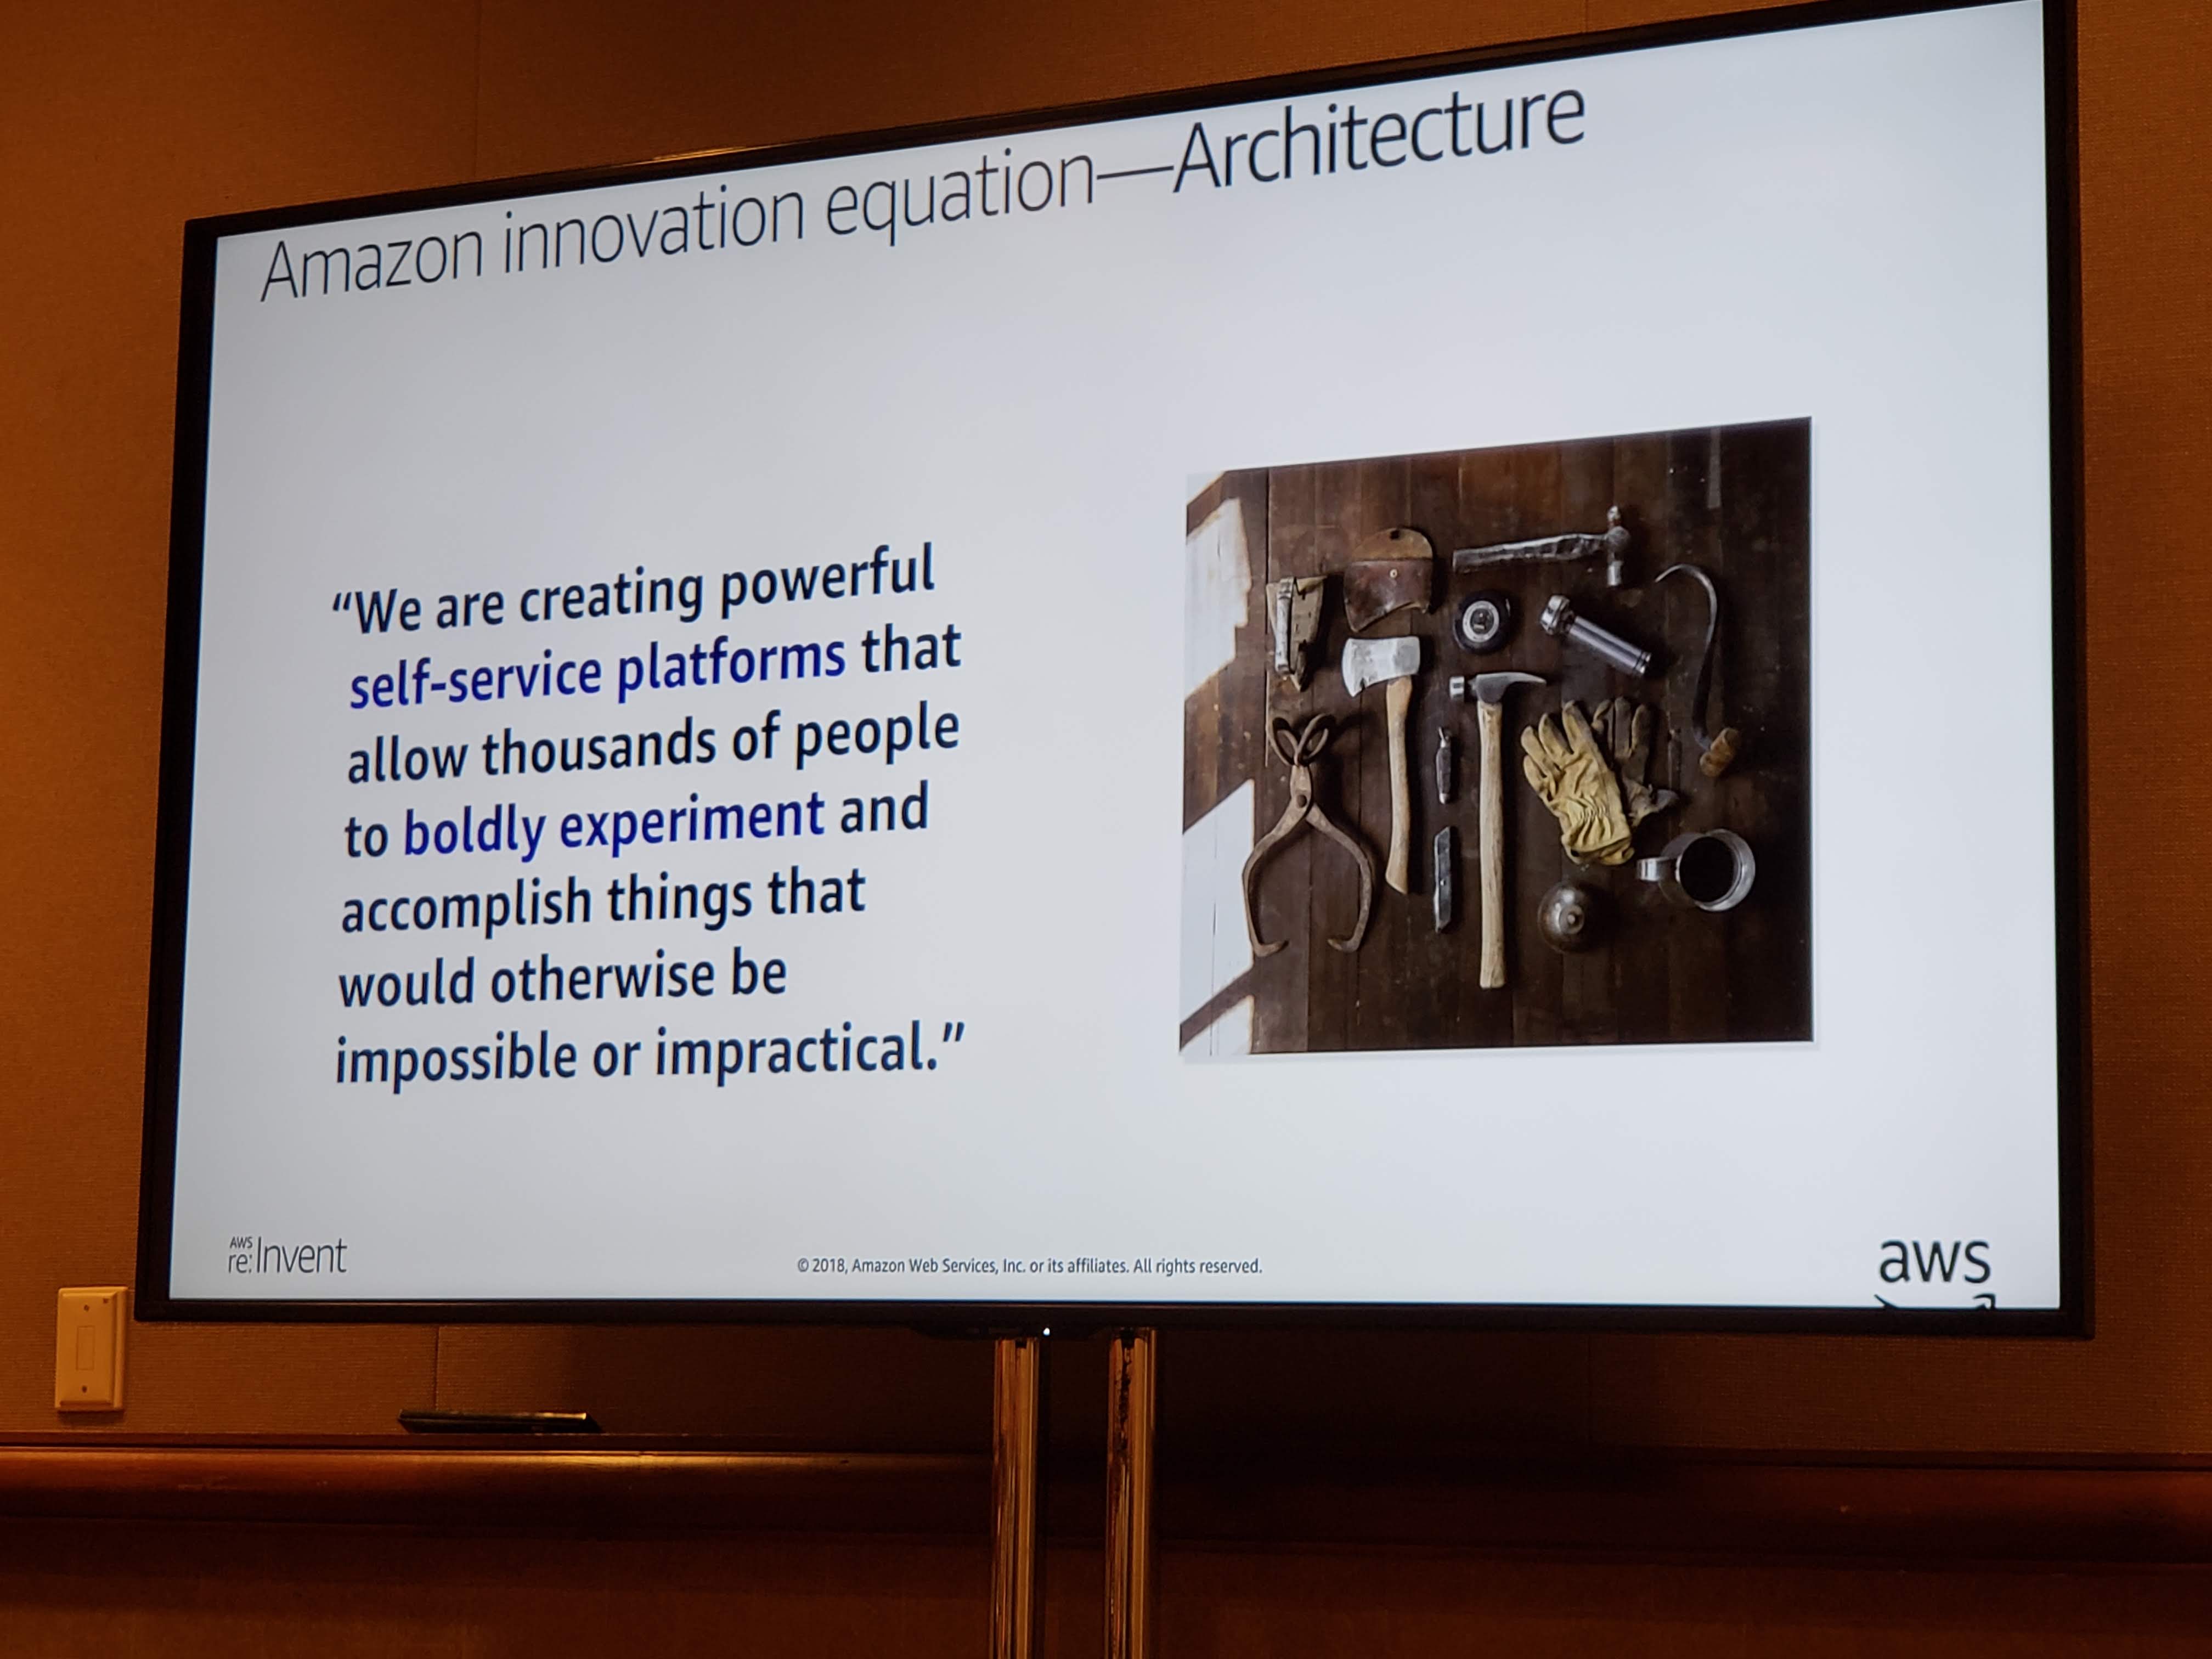 Amazon innovation equation—Architecture
“We are creating powerful
self-service platforms that
allow thousands of people
to boldly experiment and
accomplish things that
would otherwise be
impossible or impractical.”
AWS
re:Invent
© 2018, Amazon Web Services, Inc. or its affiliates. All rights reserved.
aws